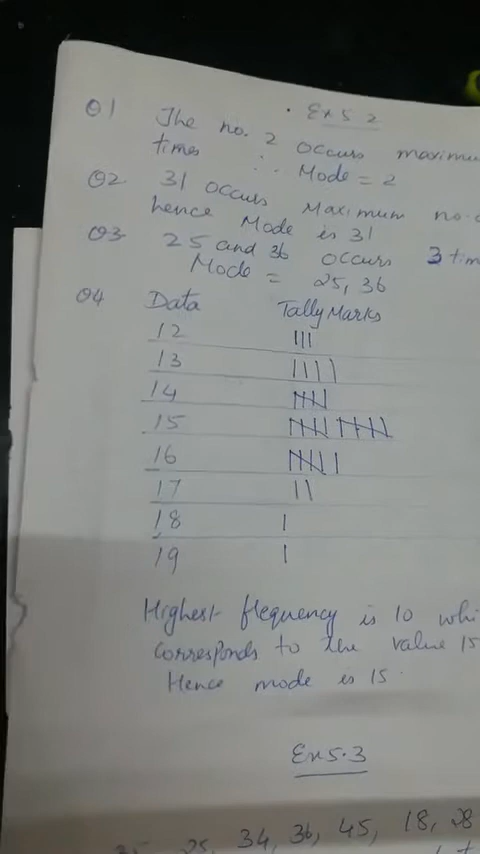 Ex 5.2
Q1 The no. 2 occurs maximu
times ∴ Mode = 2
Q2 31 occurs Maximum no.
hence Mode is 31
Q3 25 and 36 occurs 3 tim
Mode = 25, 36
Q4 Data Tally Marks
12 |||
13 ||||
14 𝍸
15 𝍸 𝍸
16 𝍸 |
17 ||
18 |
19 |
Highest frequency is 10 whi
corresponds to the value 15
Hence mode is 15.
Ex 5.3
25, 34, 36, 45, 18, 28